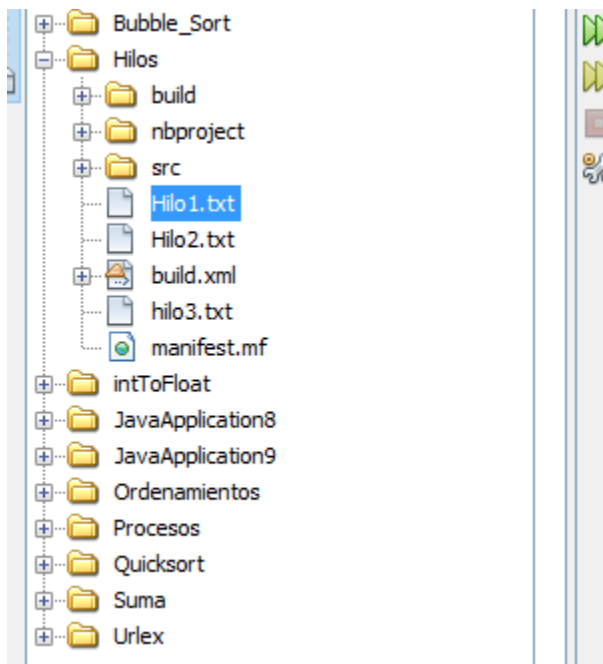 Bubble_Sort
Hilos
build
nbproject
src
Hilo1.txt
Hilo2.txt
build.xml
hilo3.txt
manifest.mf
intToFloat
JavaApplication8
JavaApplication9
Ordenamientos
Procesos
Quicksort
Suma
Urlex